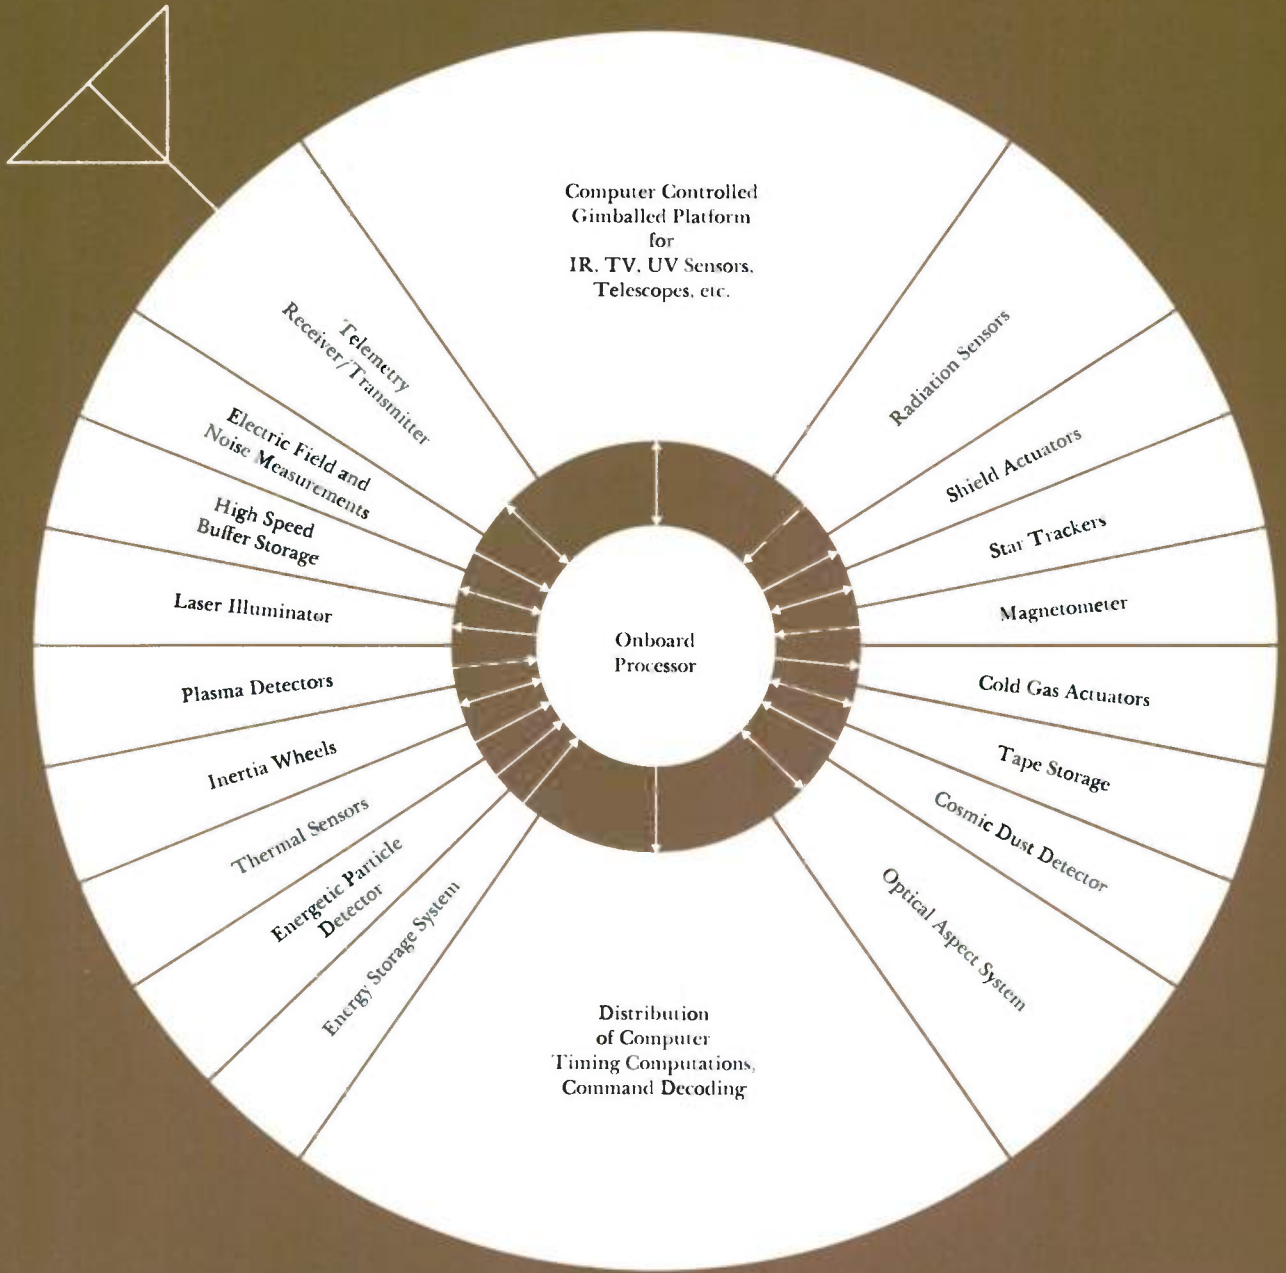 Computer Controlled
Gimballed Platform
for
IR, TV, UV Sensors,
Telescopes, etc.
Radiation Sensors
Shield Actuators
Star Trackers
Magnetometer
Cold Gas Actuators
Tape Storage
Cosmic Dust Detector
Optical Aspect System
Distribution
of Computer
Timing Computations,
Command Decoding
Energy Storage System
Energetic Particle
Detector
Thermal Sensors
Inertia Wheels
Plasma Detectors
Laser Illuminator
High Speed
Buffer Storage
Electric Field and
Noise Measurements
Telemetry
Receiver/Transmitter
Onboard
Processor